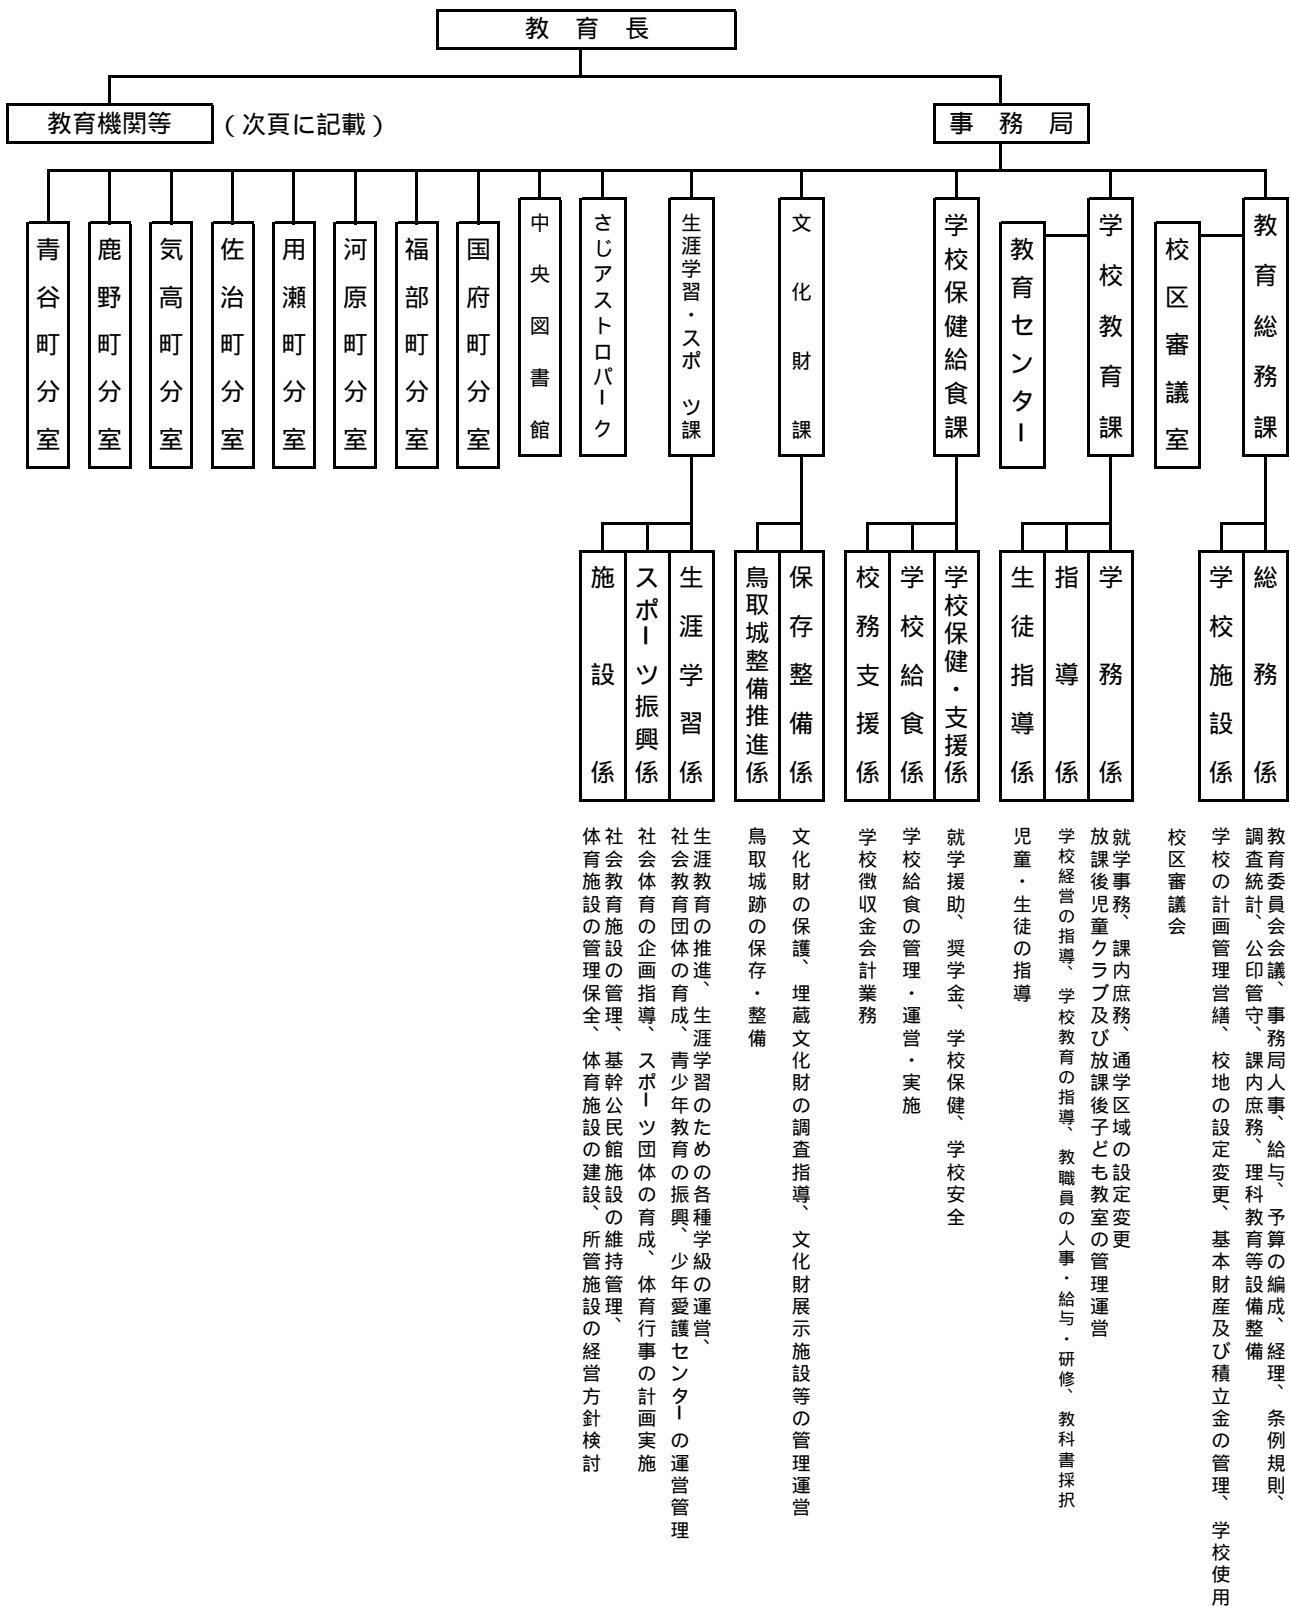 教育長
教育機関等
(次頁に記載)
事務局
教育総務課
校区審議室
学校教育課
教育センター
学校保健給食課
文化財課
生涯学習・スポーツ課
さじアストロパーク
中央図書館
国府町分室
福部町分室
河原町分室
用瀬町分室
佐治町分室
気高町分室
鹿野町分室
青谷町分室
総務係
学校施設係
学務係
指導係
生徒指導係
学校保健・支援係
学校給食係
校務支援係
保存整備係
鳥取城整備推進係
生涯学習係
スポーツ振興係
施設係
教育委員会会議、事務局人事、給与、予算の編成、経理、条例規則、
調査統計、公印管守、課内庶務、理科教育等設備整備
学校の計画管理営繕、校地の設定変更、基本財産及び積立金の管理、学校使用
校区審議会
就学事務、課内庶務、通学区域の設定変更
放課後児童クラブ及び放課後子ども教室の管理運営
学校経営の指導、学校教育の指導、教職員の人事・給与・研修、教科書採択
児童・生徒の指導
就学援助、奨学金、学校保健、学校安全
学校給食の管理・運営・実施
学校徴収金会計業務
文化財の保護、埋蔵文化財の調査指導、文化財展示施設等の管理運営
鳥取城跡の保存・整備
生涯教育の推進、生涯学習のための各種学級の運営、
社会教育団体の育成、青少年教育の振興、少年愛護センターの運営管理
社会体育の企画指導、スポーツ団体の育成、体育行事の計画実施
社会教育施設の管理、基幹公民館施設の維持管理、
体育施設の管理保全、体育施設の建設、所管施設の経営方針検討